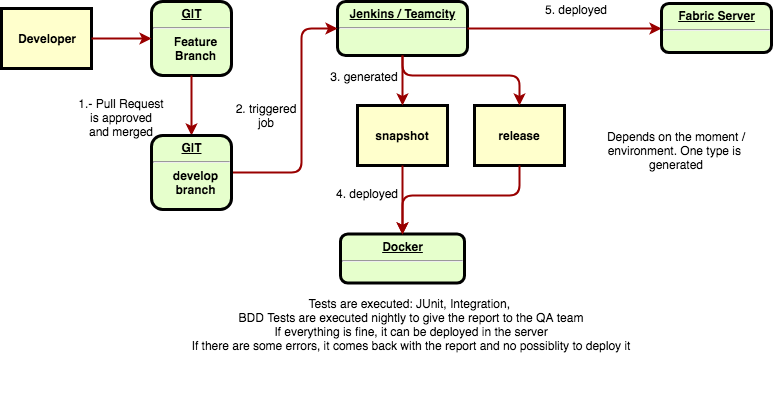 Developer
GIT
Feature
Branch
1.- Pull Request
is approved
and merged
GIT
develop
branch
2. triggered
job
Jenkins / Teamcity
5. deployed
Fabric Server
3. generated
snapshot
release
Depends on the moment /
environment. One type is
generated
4. deployed
Docker
Tests are executed: JUnit, Integration,
BDD Tests are executed nightly to give the report to the QA team
If everything is fine, it can be deployed in the server
If there are some errors, it comes back with the report and no possiblity to deploy it